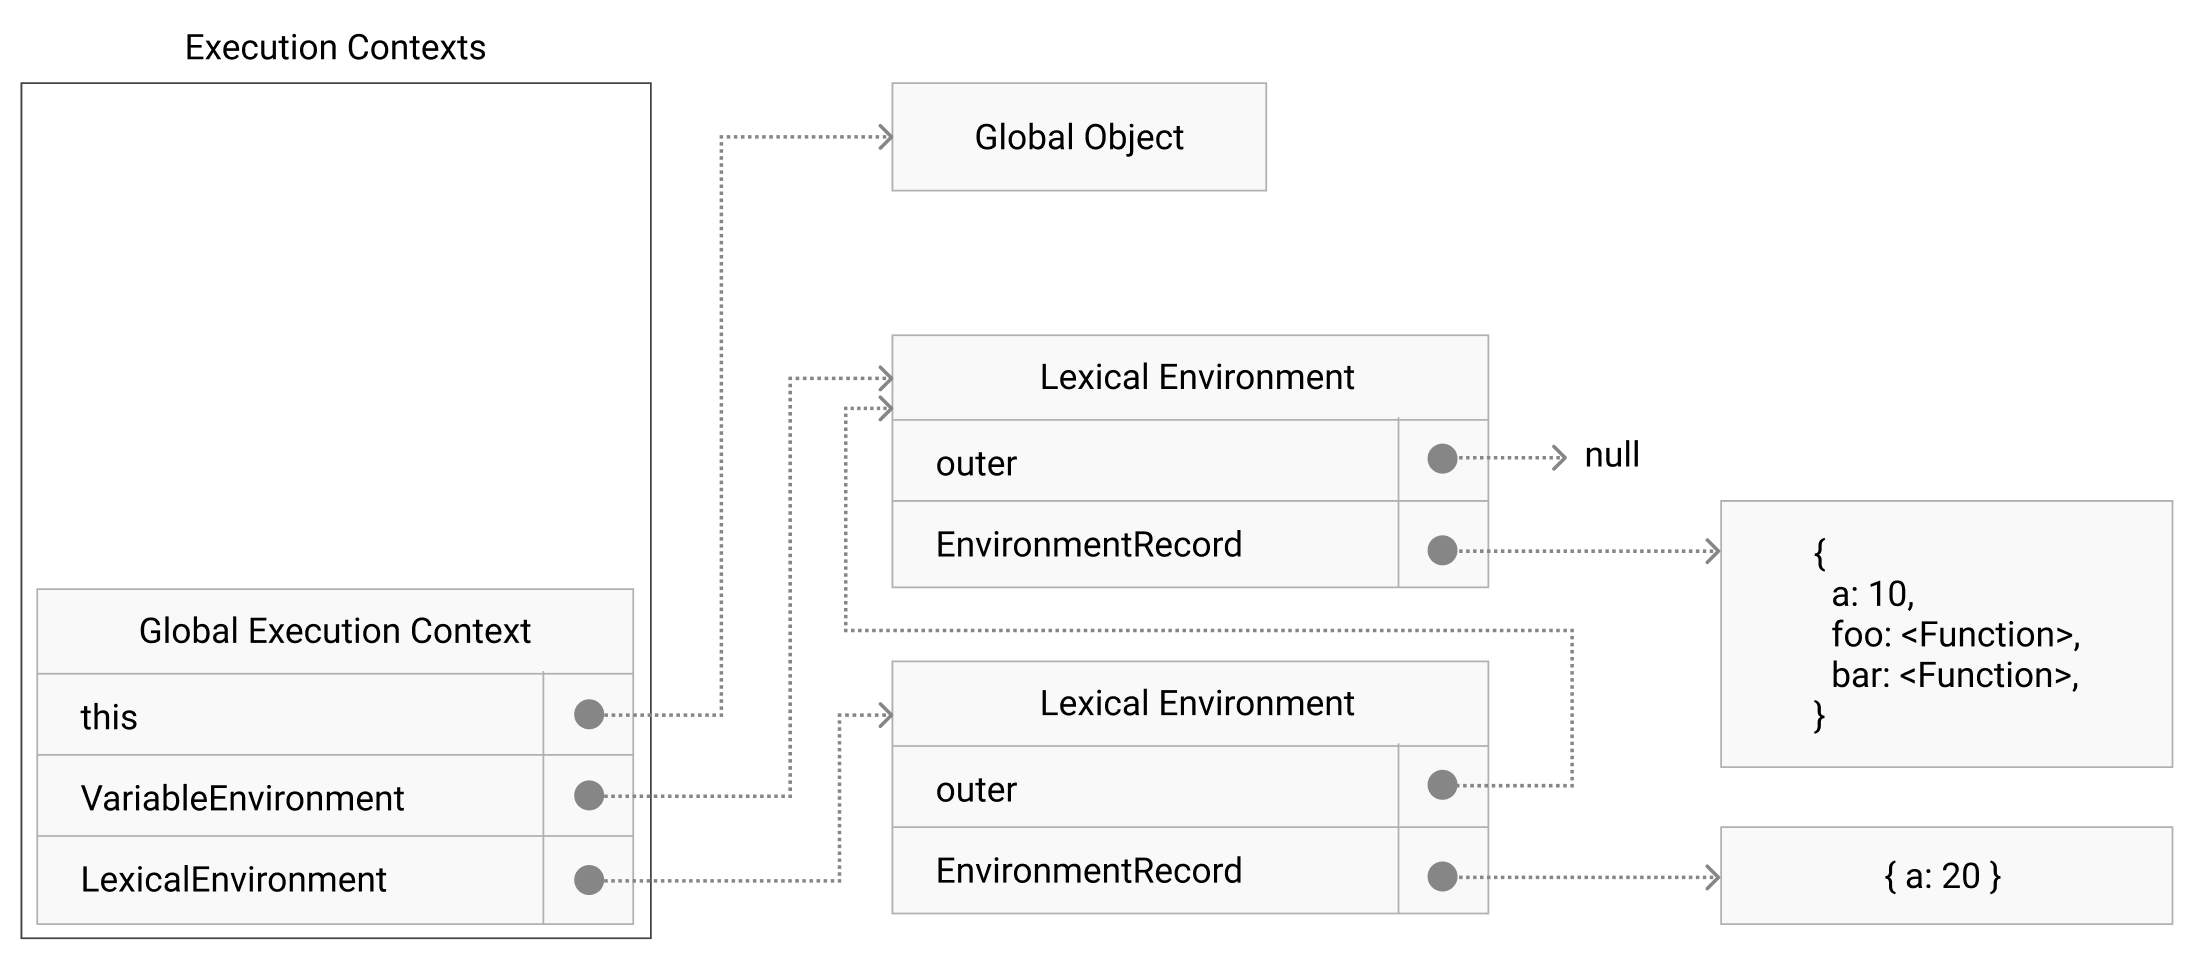 Execution Contexts
Global Object
Lexical Environment
outer
null
EnvironmentRecord
{
a: 10,
foo: <Function>,
bar: <Function>,
}
Global Execution Context
this
VariableEnvironment
LexicalEnvironment
Lexical Environment
outer
EnvironmentRecord
{ a: 20 }